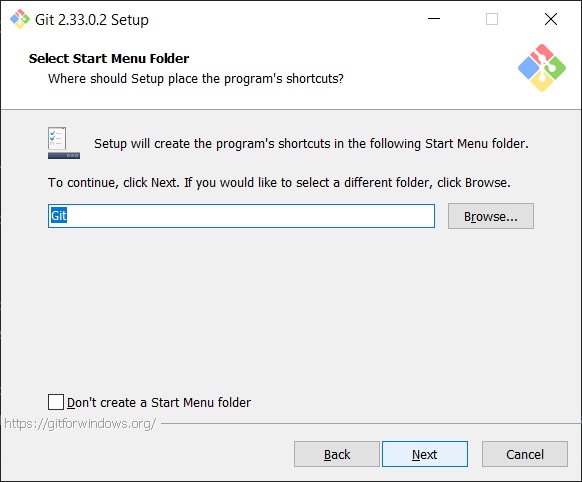 Git 2.33.0.2 Setup
Select Start Menu Folder
Where should Setup place the program's shortcuts?
Setup will create the program's shortcuts in the following Start Menu folder.
To continue, click Next. If you would like to select a different folder, click Browse.
Git
Browse...
Don't create a Start Menu folder
https://gitforwindows.org/
Back
Next
Cancel